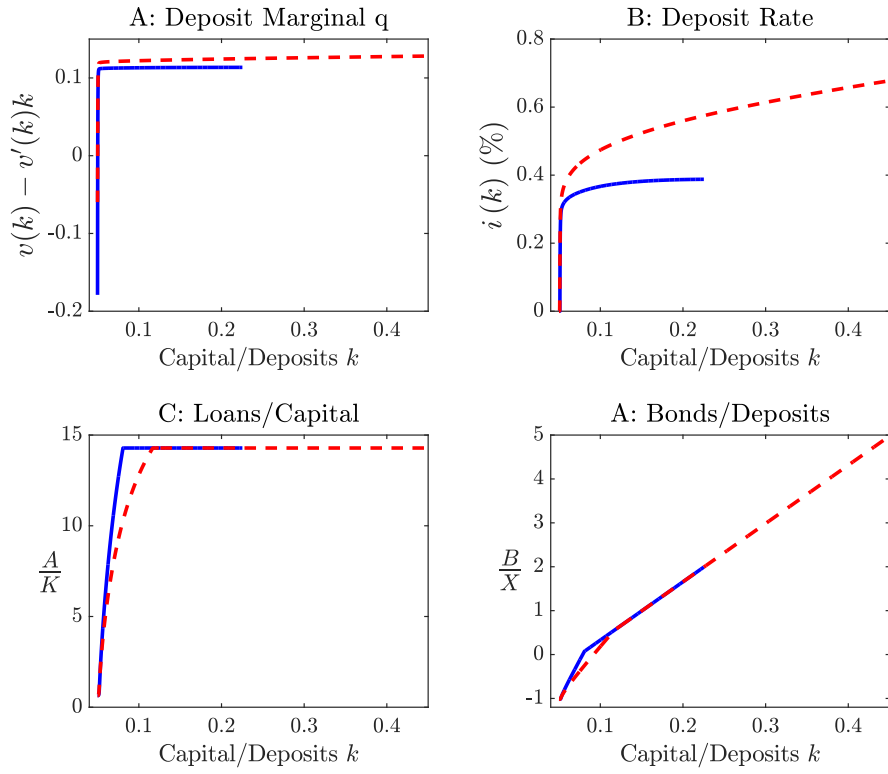 A: Deposit Marginal q
v(k) − v′(k)k
0.1
0
-0.1
-0.2
0.1 0.2 0.3 0.4
Capital/Deposits k
B: Deposit Rate
i (k) (%)
0.8
0.6
0.4
0.2
0
0.1 0.2 0.3 0.4
Capital/Deposits k
C: Loans/Capital
A/K
15
10
5
0
0.1 0.2 0.3 0.4
Capital/Deposits k
A: Bonds/Deposits
B/X
5
4
3
2
1
0
-1
0.1 0.2 0.3 0.4
Capital/Deposits k